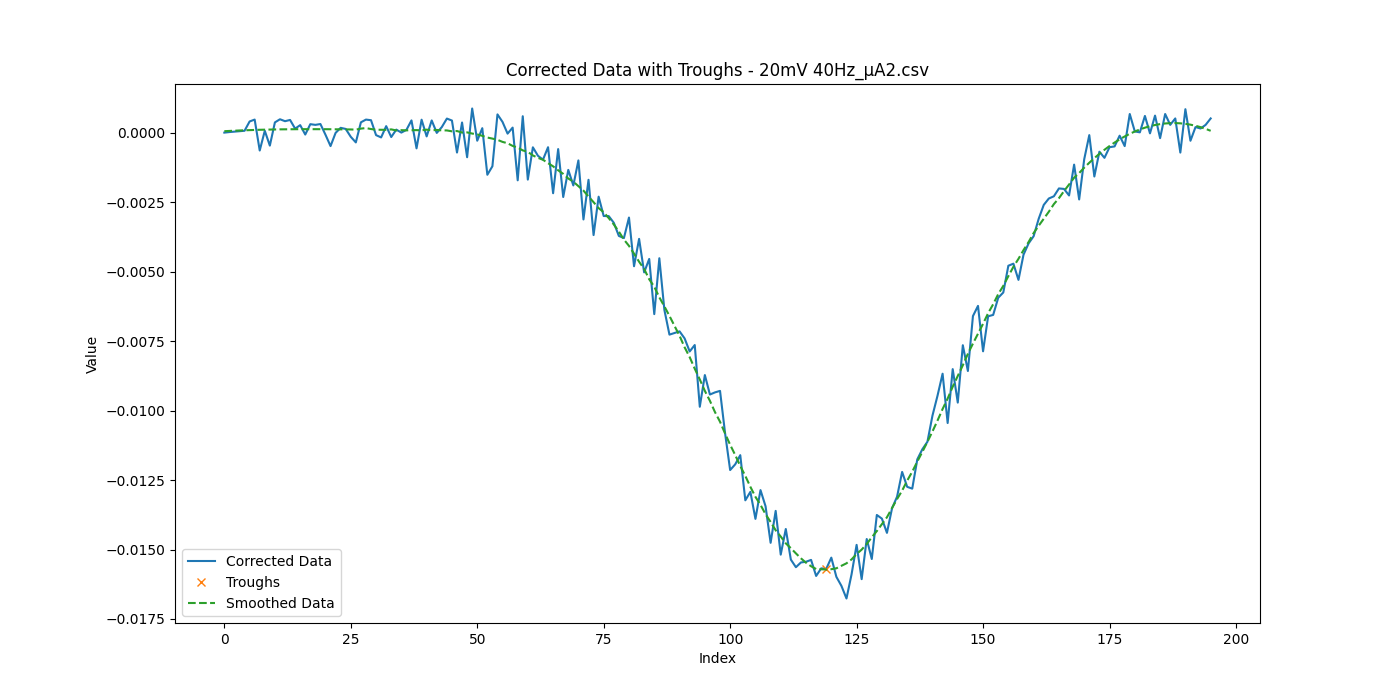 Corrected Data with Troughs - 20mV 40Hz_µA2.csv
0.0000
−0.0025
−0.0050
−0.0075
−0.0100
−0.0125
−0.0150
−0.0175
Value
Corrected Data
Troughs
Smoothed Data
0 25 50 75 100 125 150 175 200
Index